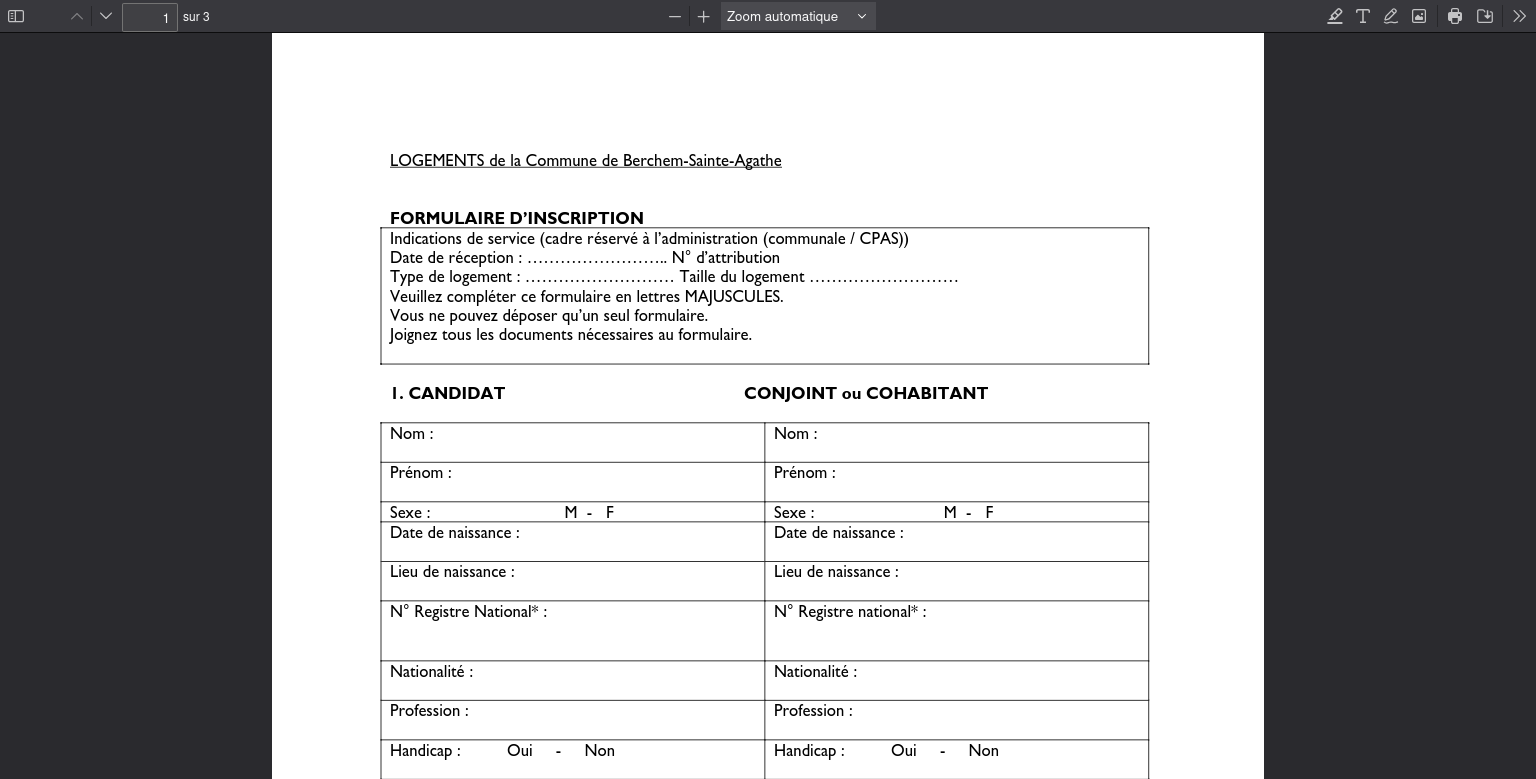 1 sur 3 Zoom automatique
LOGEMENTS de la Commune de Berchem-Sainte-Agathe
FORMULAIRE D’INSCRIPTION
Indications de service (cadre réservé à l’administration (communale / CPAS))
Date de réception : …………………….. N° d’attribution
Type de logement : ……………………… Taille du logement ………………………
Veuillez compléter ce formulaire en lettres MAJUSCULES.
Vous ne pouvez déposer qu’un seul formulaire.
Joignez tous les documents nécessaires au formulaire.
1. CANDIDAT CONJOINT ou COHABITANT
Nom : Nom :
Prénom : Prénom :
Sexe : M - F Sexe : M - F
Date de naissance : Date de naissance :
Lieu de naissance : Lieu de naissance :
N° Registre National* : N° Registre national* :
Nationalité : Nationalité :
Profession : Profession :
Handicap : Oui - Non Handicap : Oui - Non